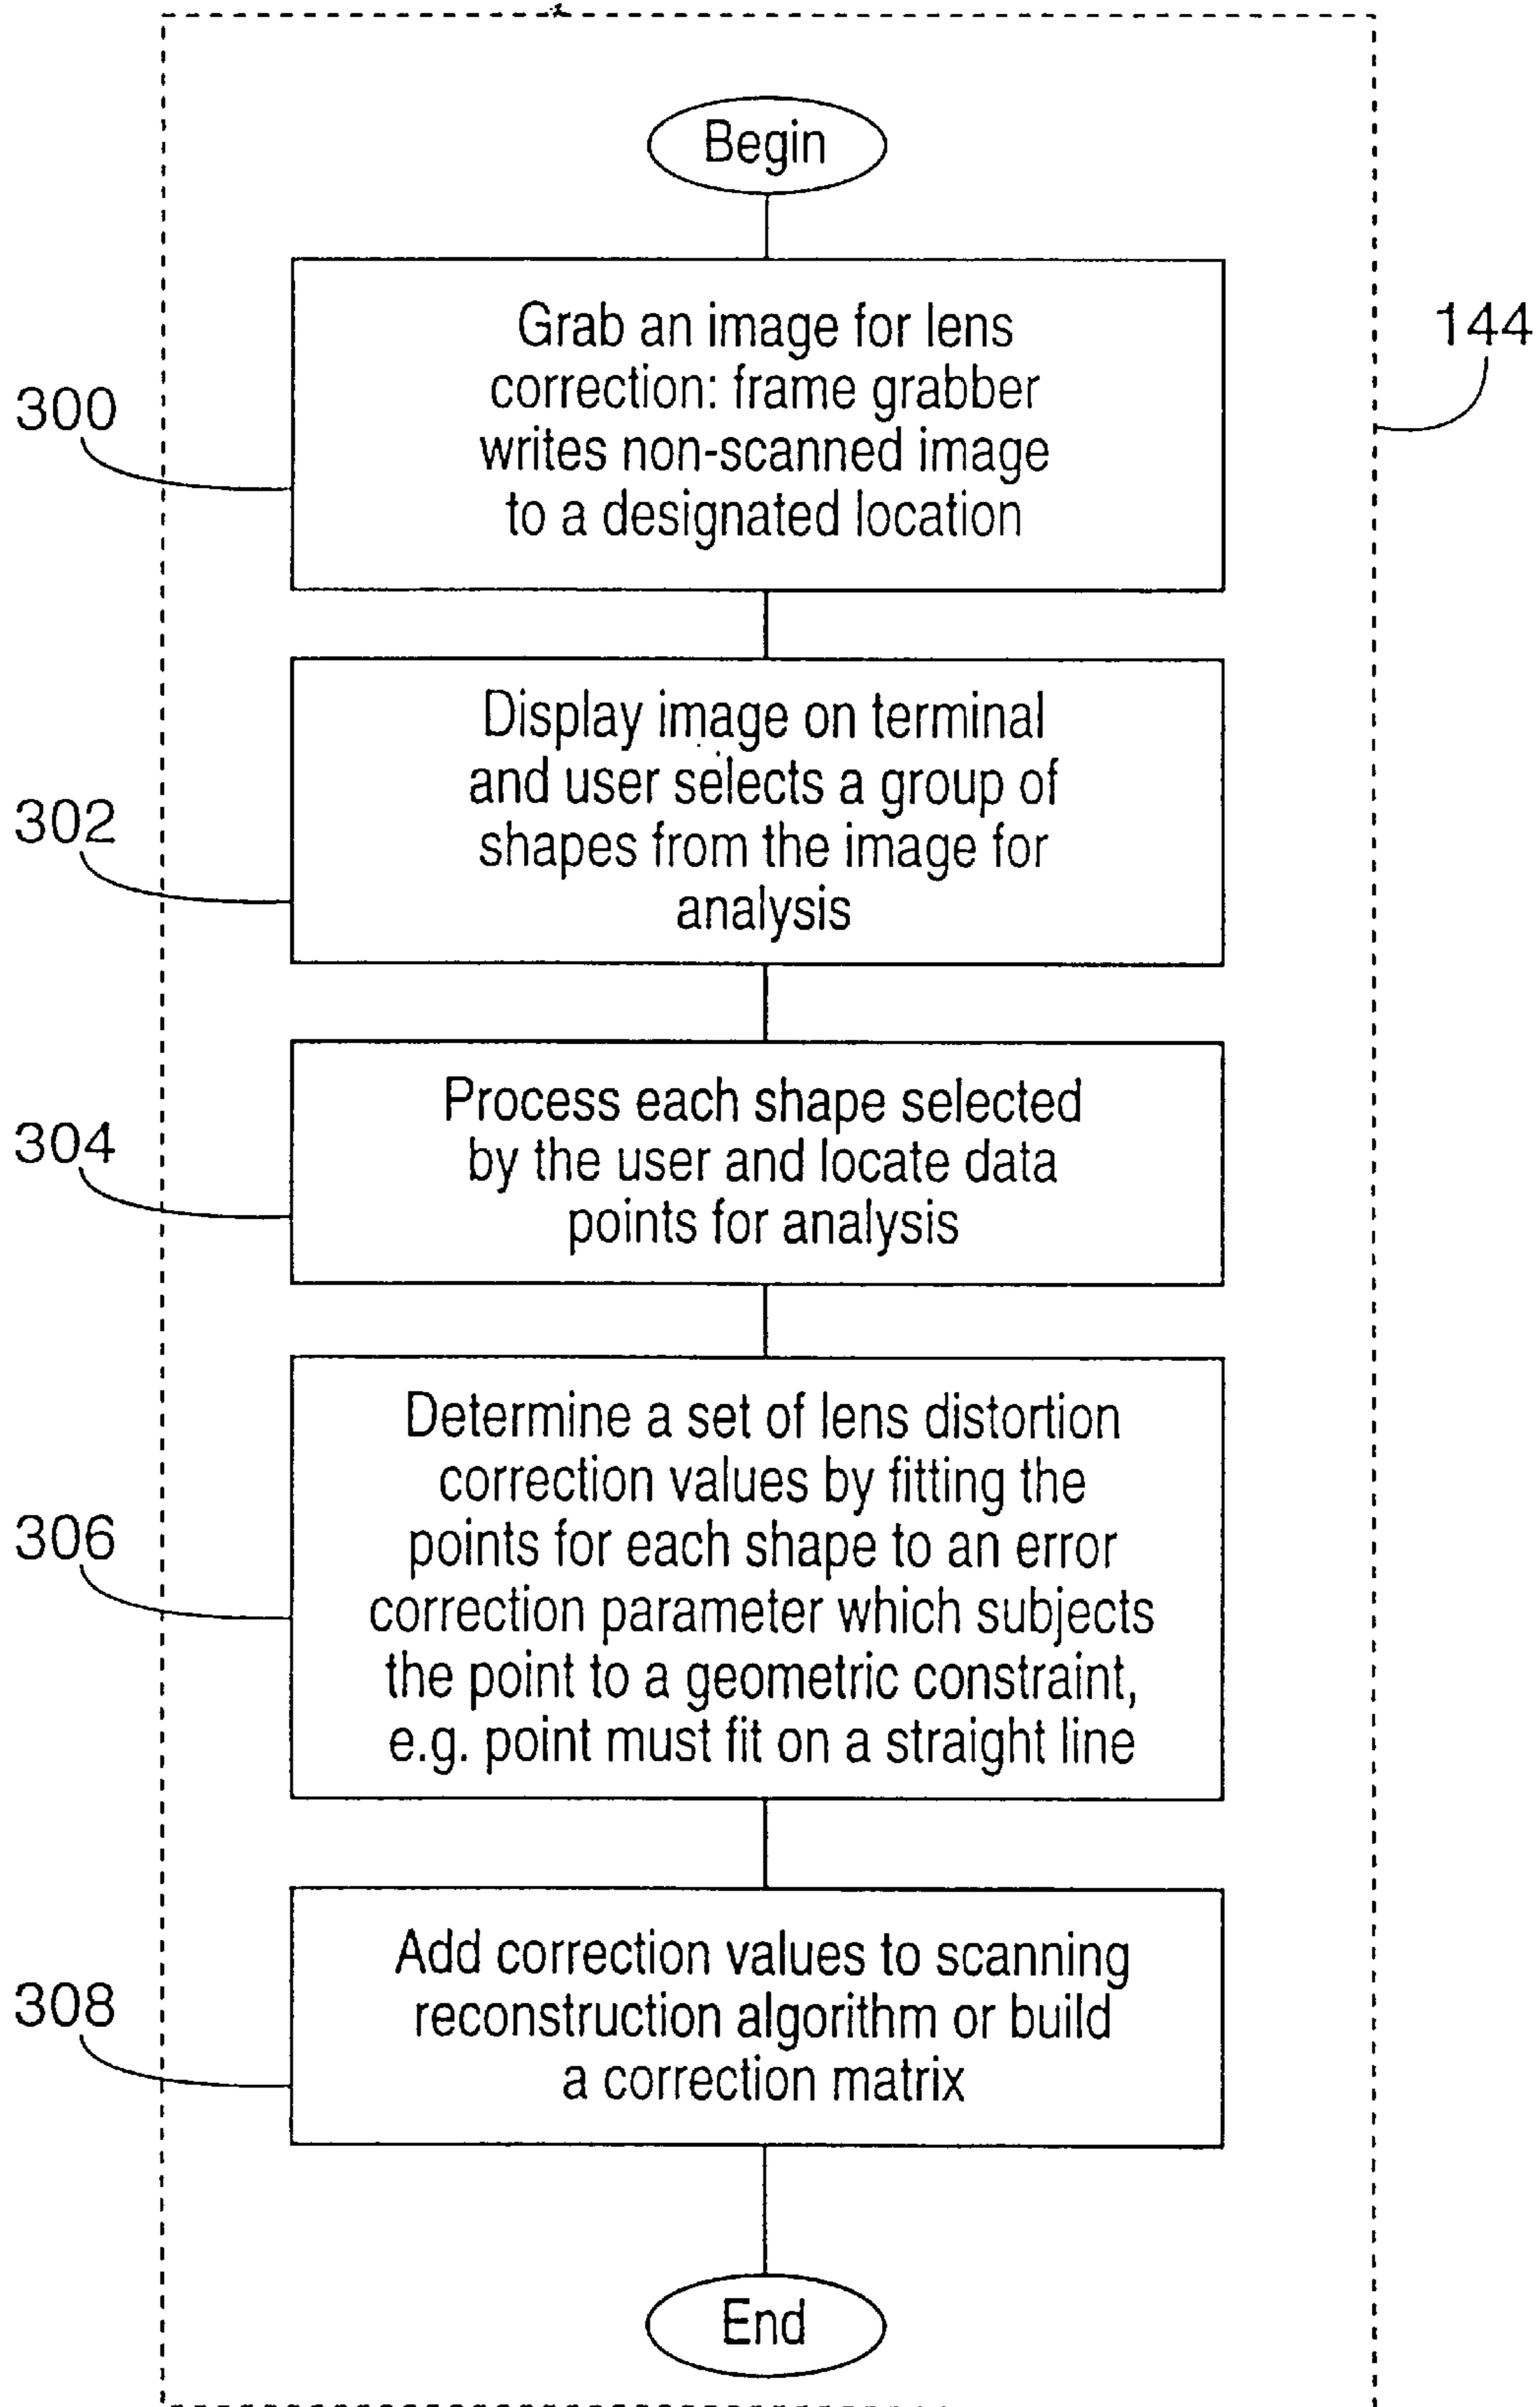 Begin
144
300
Grab an image for lens
correction: frame grabber
writes non-scanned image
to a designated location
302
Display image on terminal
and user selects a group of
shapes from the image for
analysis
304
Process each shape selected
by the user and locate data
points for analysis
306
Determine a set of lens distortion
correction values by fitting the
points for each shape to an error
correction parameter which subjects
the point to a geometric constraint,
e.g. point must fit on a straight line
308
Add correction values to scanning
reconstruction algorithm or build
a correction matrix
End